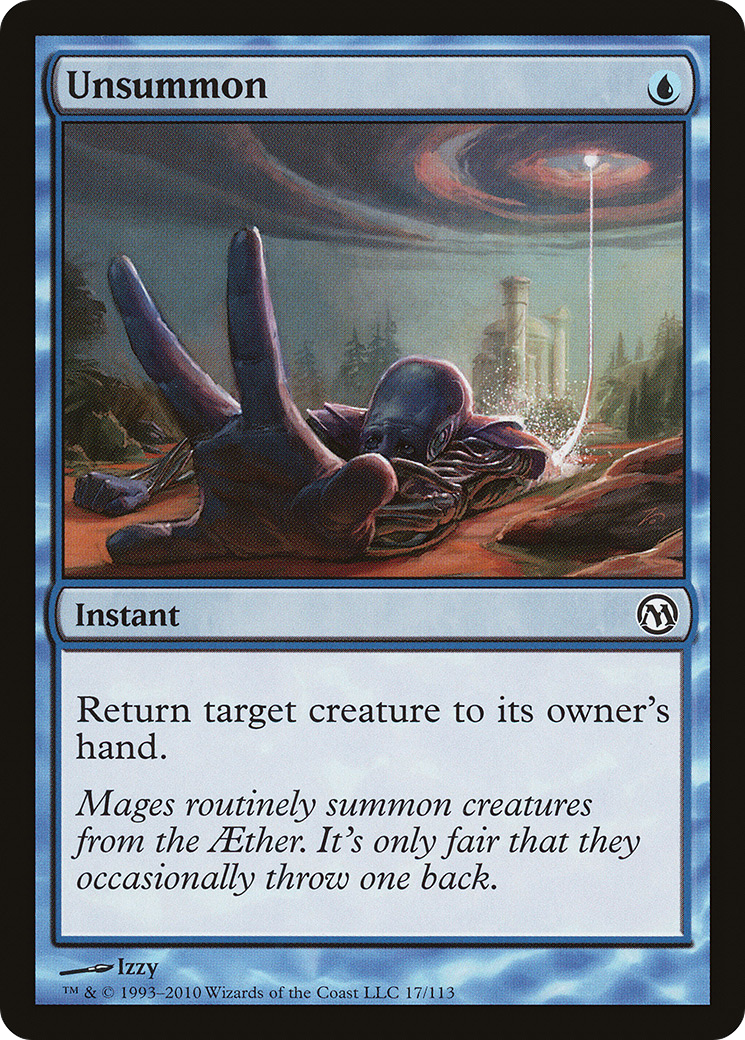 Unsummon
Instant
Return target creature to its owner's
hand.
Mages routinely summon creatures
from the Æther. It's only fair that they
occasionally throw one back.
Izzy
™ & © 1993–2010 Wizards of the Coast LLC 17/113